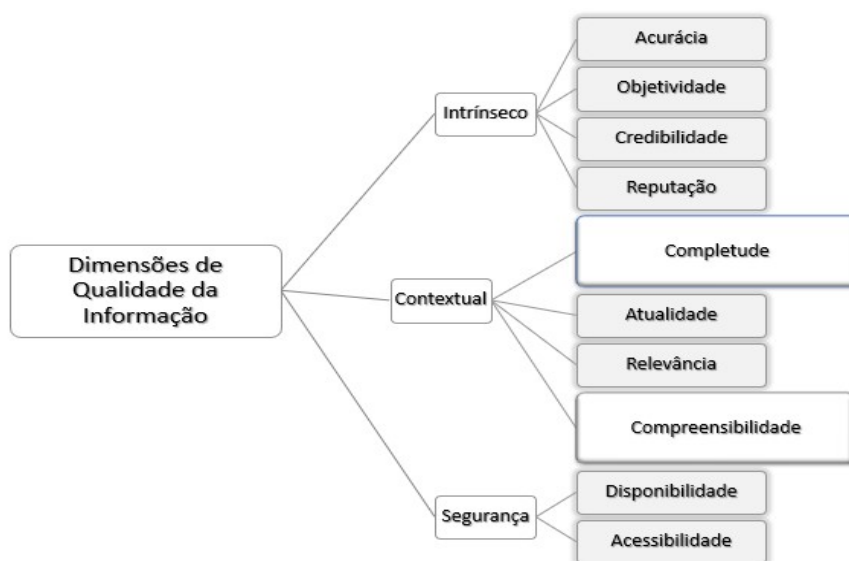 Dimensões de
Qualidade da
Informação
Intrínseco
Acurácia
Objetividade
Credibilidade
Reputação
Contextual
Completude
Atualidade
Relevância
Compreensibilidade
Segurança
Disponibilidade
Acessibilidade